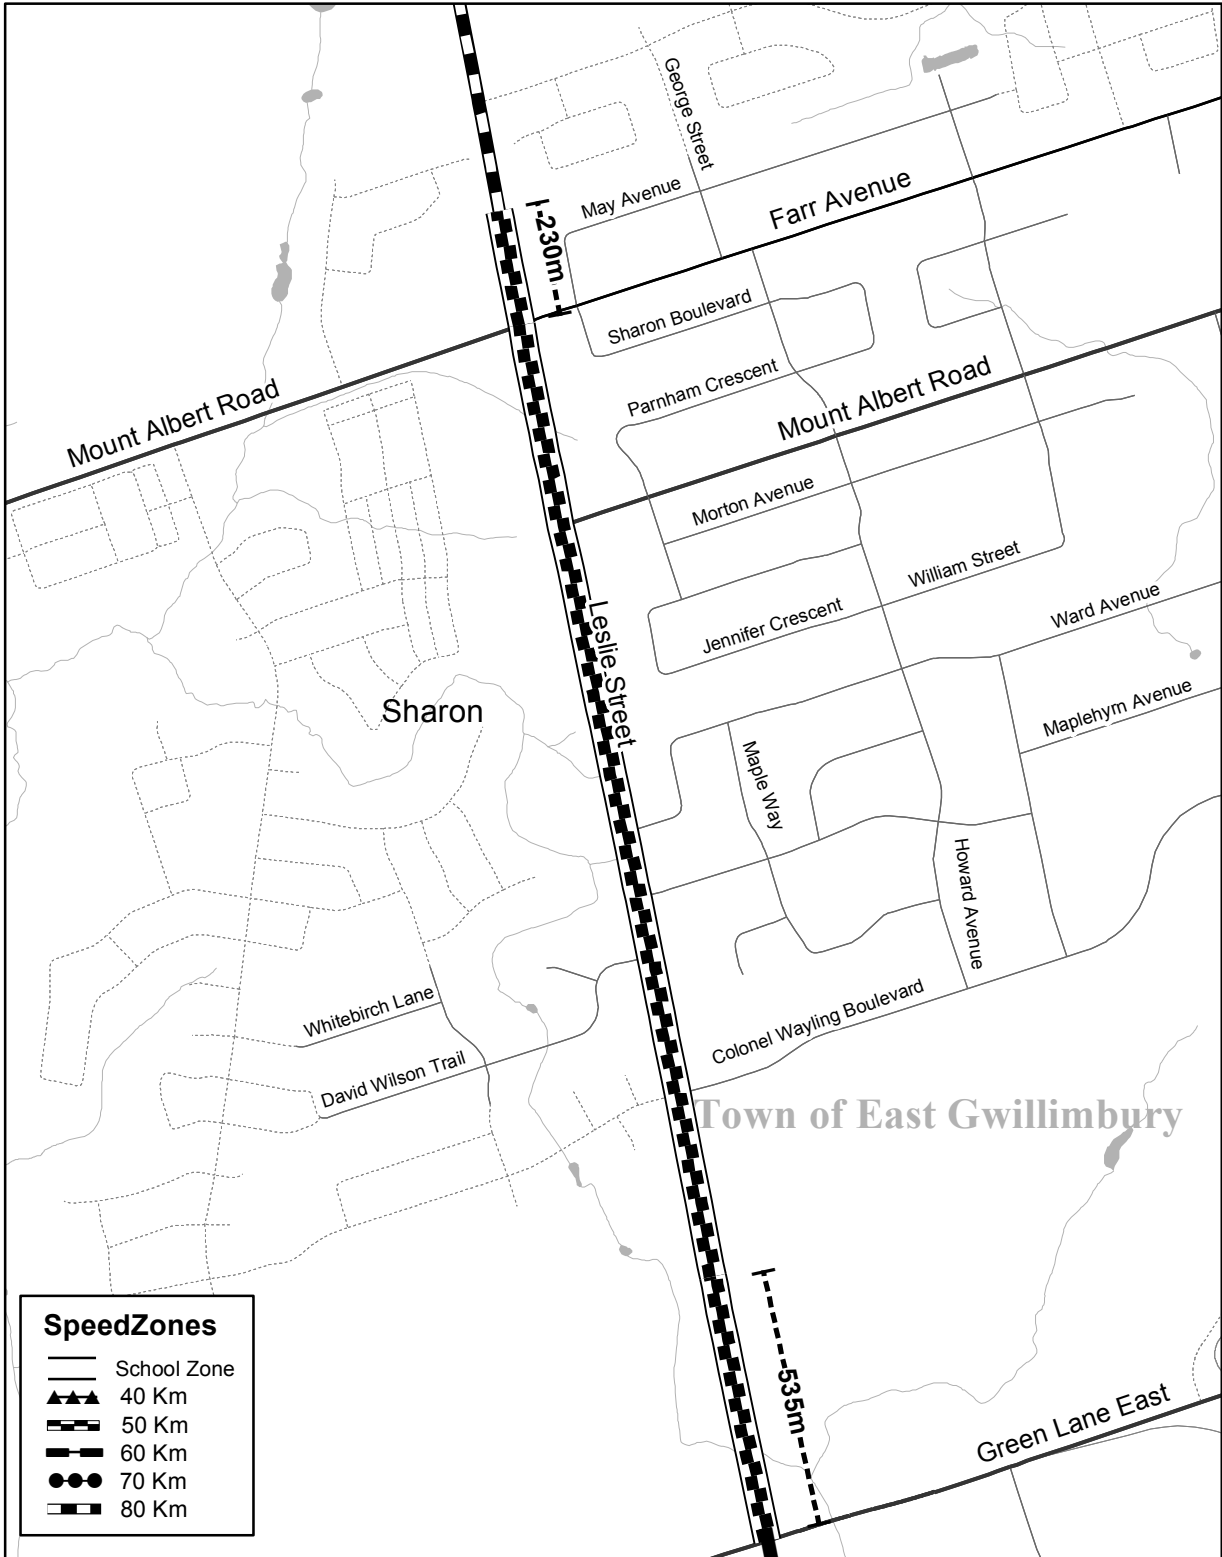 George Street
May Avenue
Farr Avenue
230m
Sharon Boulevard
Parnham Crescent
Mount Albert Road
Mount Albert Road
Morton Avenue
William Street
Jennifer Crescent
Ward Avenue
Leslie Street
Sharon
Maplehym Avenue
Maple Way
Howard Avenue
Whitebirch Lane
Colonel Wayling Boulevard
David Wilson Trail
Town of East Gwillimbury
535m
Green Lane East
SpeedZones
School Zone
40 Km
50 Km
60 Km
70 Km
80 Km